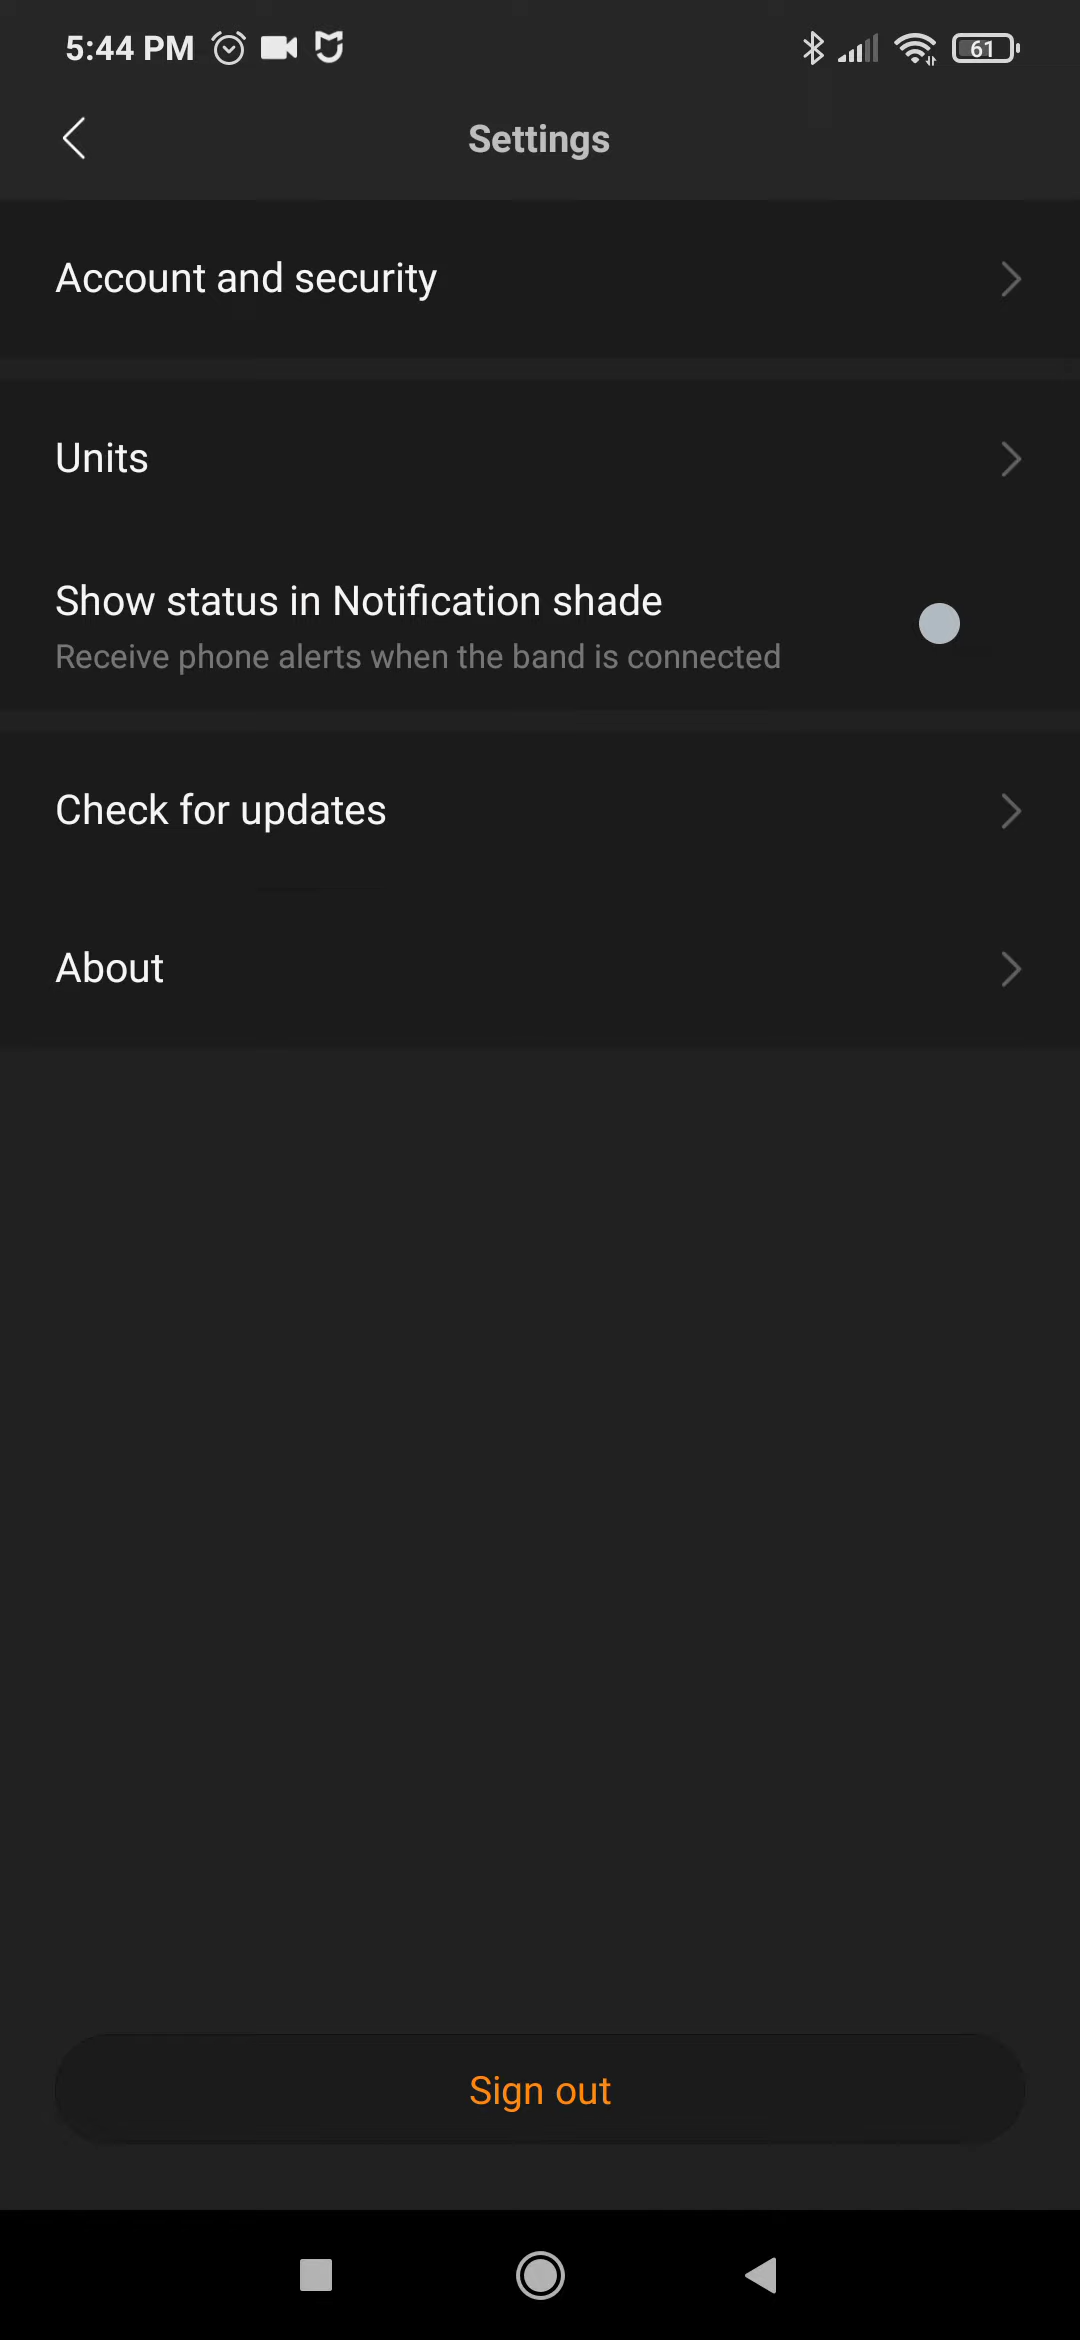 5:44 PM
61
Settings
Account and security
Units
Show status in Notification shade
Receive phone alerts when the band is connected
Check for updates
About
Sign out